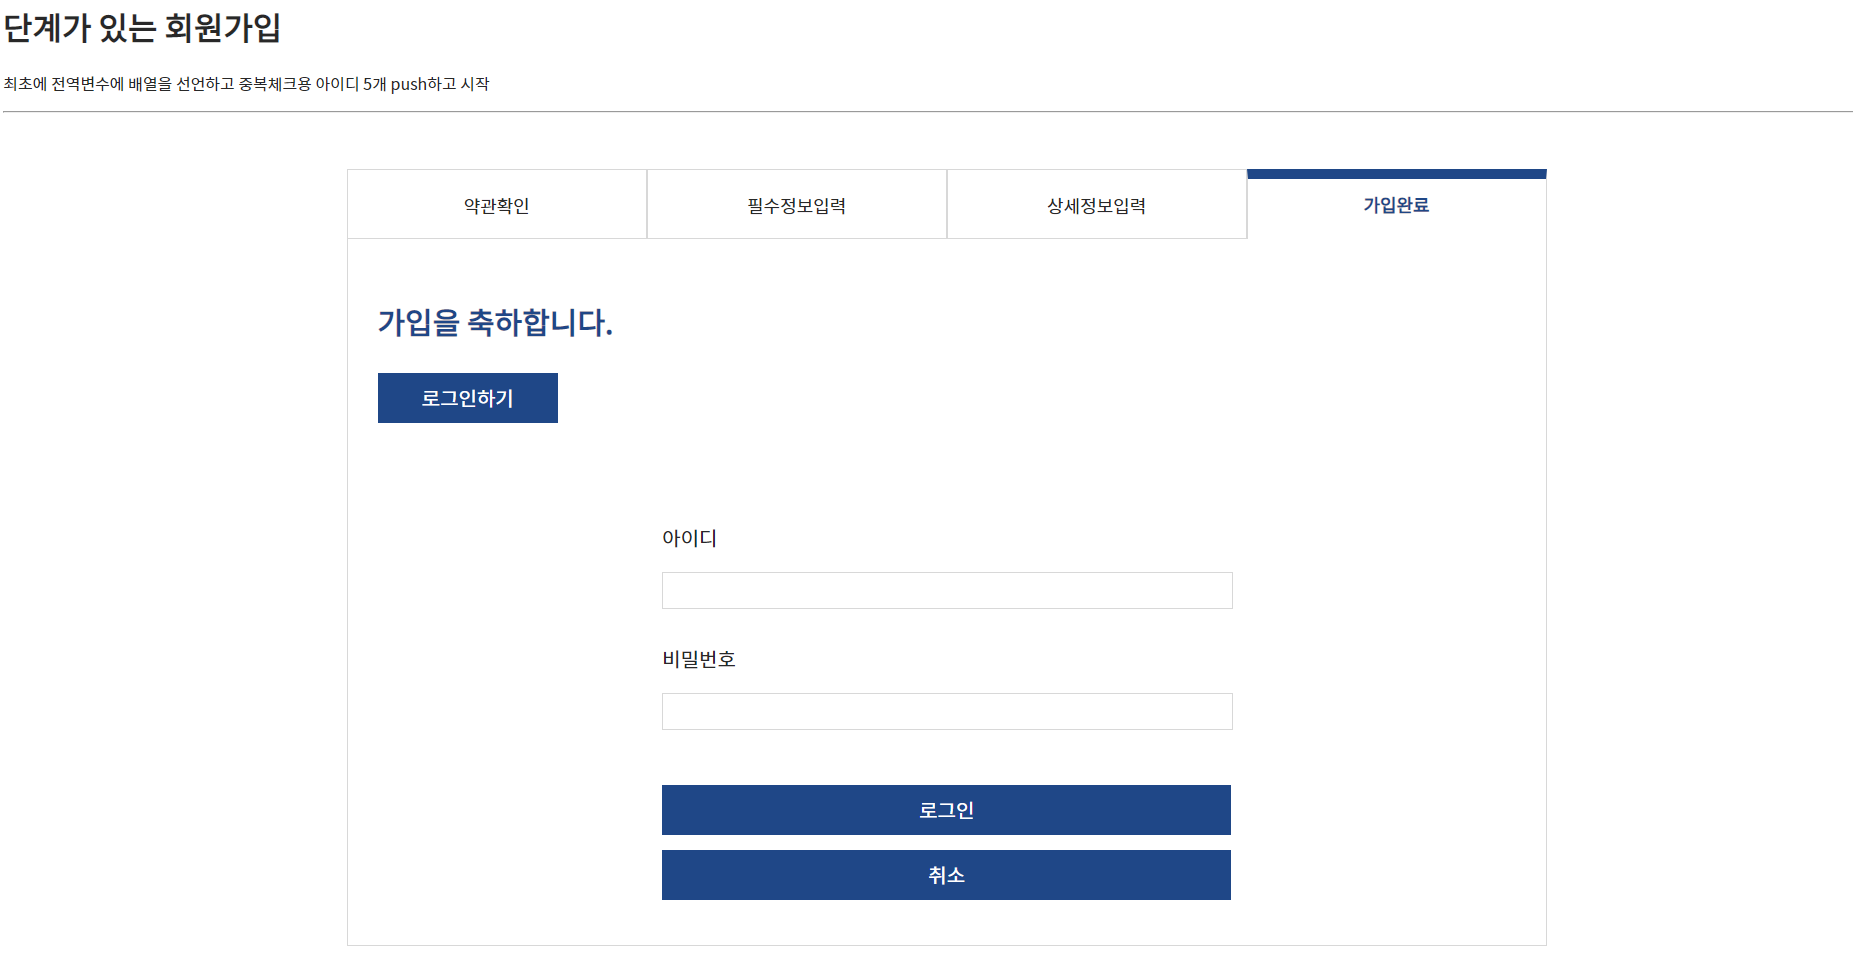 단계가 있는 회원가입
최초에 전역변수에 배열을 선언하고 중복체크용 아이디 5개 push하고 시작
약관확인
필수정보입력
상세정보입력
가입완료
가입을 축하합니다.
로그인하기
아이디
비밀번호
로그인
취소